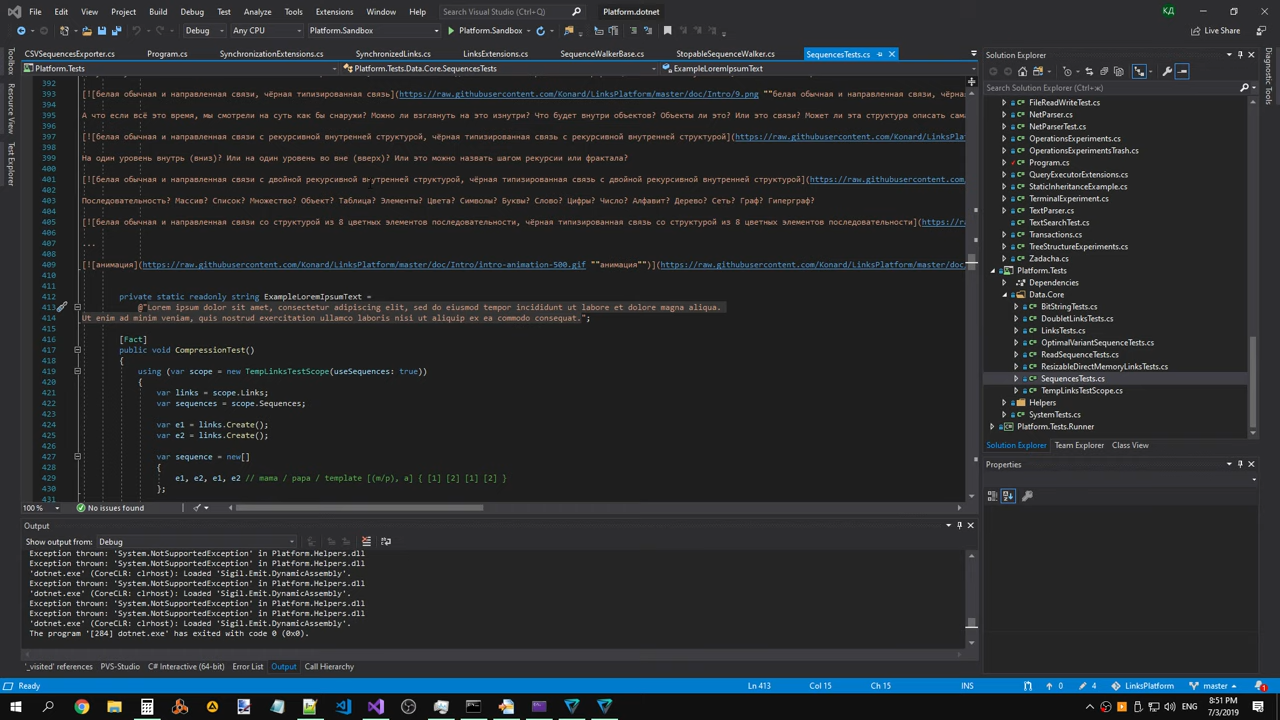 File Edit View Project Build Debug Test Analyze Tools Extensions Window Help Search Visual Studio (Ctrl+Q) Platform.dotnet КД
Debug Any CPU Platform.Sandbox Platform.Sandbox Live Share
CSVSequencesExporter.cs Program.cs SynchronizationExtensions.cs SynchronizedLinks.cs LinksExtensions.cs SequenceWalkerBase.cs StopableSequenceWalker.cs SequencesTests.cs
Platform.Tests Platform.Tests.Data.Core.SequencesTests ExampleLoremIpsumText
Toolbox
Resource View
Test Explorer
392
393 [![белая обычная и направленная связи, чёрная типизированная связь](https://raw.githubusercontent.com/Konard/LinksPlatform/master/doc/Intro/9.png ""белая обычная и направленная связи, чёрна
394
395 А что если всё это время, мы смотрели на суть как бы снаружи? Можно ли взглянуть на это изнутри? Что будет внутри объектов? Объекты ли это? Или связи? Может ли эта структура описать сама
396
397 [![белая обычная и направленная связи с рекурсивной внутренней структурой, чёрная типизированная связь с рекурсивной внутренней структурой](https://raw.githubusercontent.com/Konard/LinksP
398
399 На один уровень внутрь (вниз)? Или на один уровень во вне (вверх)? Или это можно назвать шагом рекурсии или фрактала?
400
401 [![белая обычная и направленная связи с двойной рекурсивной внутренней структурой, чёрная типизированная связь с двойной рекурсивной внутренней структурой](https://raw.githubusercontent.com
402
403 Последовательность? Массив? Список? Множество? Объект? Таблица? Элементы? Цвета? Символы? Буквы? Слово? Цифры? Число? Алфавит? Дерево? Сеть? Граф? Гиперграф?
404
405 [![белая обычная и направленная связи со структурой из 8 цветных элементов последовательности, чёрная типизированная связь со структурой из 8 цветных элементов последовательности](https://ra
406
407 ...
408
409 [![анимация](https://raw.githubusercontent.com/Konard/LinksPlatform/master/doc/Intro/intro-animation-500.gif ""анимация"")](https://raw.githubusercontent.com/Konard/LinksPlatform/master/doc
410
411
412 private static readonly string ExampleLoremIpsumText =
413 @"Lorem ipsum dolor sit amet, consectetur adipiscing elit, sed do eiusmod tempor incididunt ut labore et dolore magna aliqua.
414 Ut enim ad minim veniam, quis nostrud exercitation ullamco laboris nisi ut aliquip ex ea commodo consequat.";
415
416 [Fact]
417 public void CompressionTest()
418 {
419 using (var scope = new TempLinksTestScope(useSequences: true))
420 {
421 var links = scope.Links;
422 var sequences = scope.Sequences;
423
424 var e1 = links.Create();
425 var e2 = links.Create();
426
427 var sequence = new[]
428 {
429 e1, e2, e1, e2 // mama / papa / template [(m/p), a] { [1] [2] [1] [2] }
430 };
431
100 % No issues found
Output
Show output from: Debug
Exception thrown: 'System.NotSupportedException' in Platform.Helpers.dll
Exception thrown: 'System.NotSupportedException' in Platform.Helpers.dll
'dotnet.exe' (CoreCLR: clrhost): Loaded 'Sigil.Emit.DynamicAssembly'.
Exception thrown: 'System.NotSupportedException' in Platform.Helpers.dll
'dotnet.exe' (CoreCLR: clrhost): Loaded 'Sigil.Emit.DynamicAssembly'.
Exception thrown: 'System.NotSupportedException' in Platform.Helpers.dll
Exception thrown: 'System.NotSupportedException' in Platform.Helpers.dll
'dotnet.exe' (CoreCLR: clrhost): Loaded 'Sigil.Emit.DynamicAssembly'.
The program '[284] dotnet.exe' has exited with code 0 (0x0).
'_visited' references PVS-Studio C# Interactive (64-bit) Error List Output Call Hierarchy
Solution Explorer
Search Solution Explorer (Ctrl+;)
FileReadWriteTest.cs
NetParser.cs
NetParserTest.cs
OperationsExperiments.cs
OperationsExperimentsTrash.cs
Program.cs
QueryExecutorExtensions.cs
StaticInheritanceExample.cs
TerminalExperiment.cs
TextParser.cs
TextSearchTest.cs
Transactions.cs
TreeStructureExperiments.cs
Zadacha.cs
Platform.Tests
Dependencies
Data.Core
BitStringTests.cs
DoubletLinksTests.cs
LinksTests.cs
OptimalVariantSequenceTests.cs
ReadSequenceTests.cs
ResizableDirectMemoryLinksTests.cs
SequencesTests.cs
TempLinksTestScope.cs
Helpers
SystemTests.cs
Platform.Tests.Runner
Solution Explorer Team Explorer Class View
Properties
Diagnostic Tools
Ready Ln 413 Col 15 Ch 15 INS 0 4 LinksPlatform master
ENG 8:51 PM
7/3/2019